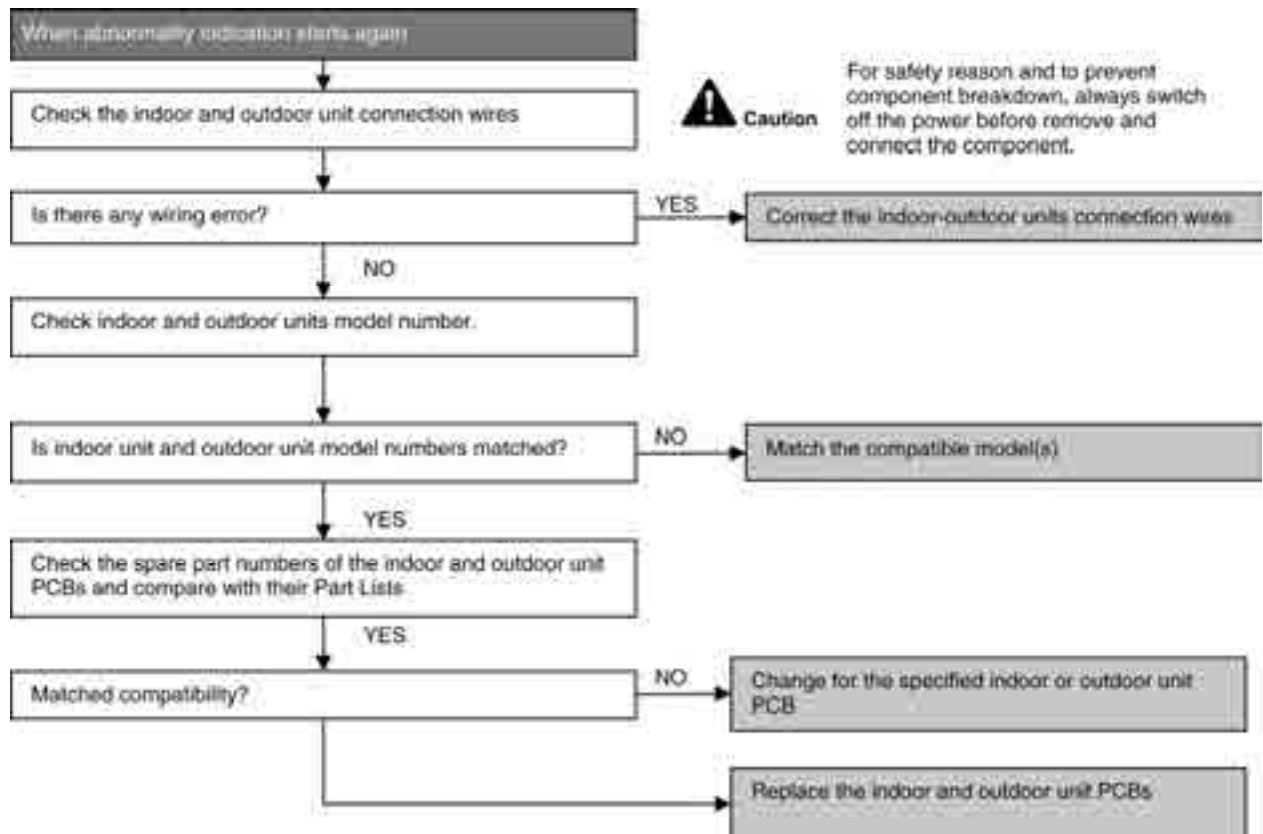 When abnormality indication starts again
For safety reason and to prevent
component breakdown, always switch
off the power before remove and
connect the component.
Caution
Check the indoor and outdoor unit connection wires
Is there any wiring error?
YES
Correct the indoor-outdoor units connection wires
NO
Check indoor and outdoor units model number.
Is indoor unit and outdoor unit model numbers matched?
NO
Match the compatible model(s)
YES
Check the spare part numbers of the indoor and outdoor unit
PCBs and compare with their Part Lists
YES
Matched compatibility?
NO
Change for the specified indoor or outdoor unit
PCB
Replace the indoor and outdoor unit PCBs